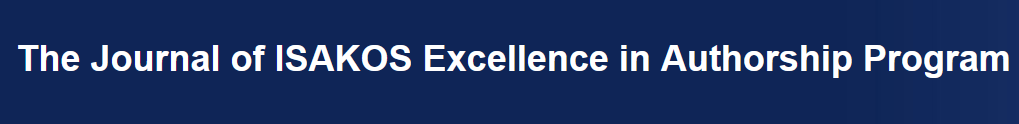 The Journal of ISAKOS Excellence in Authorship Program